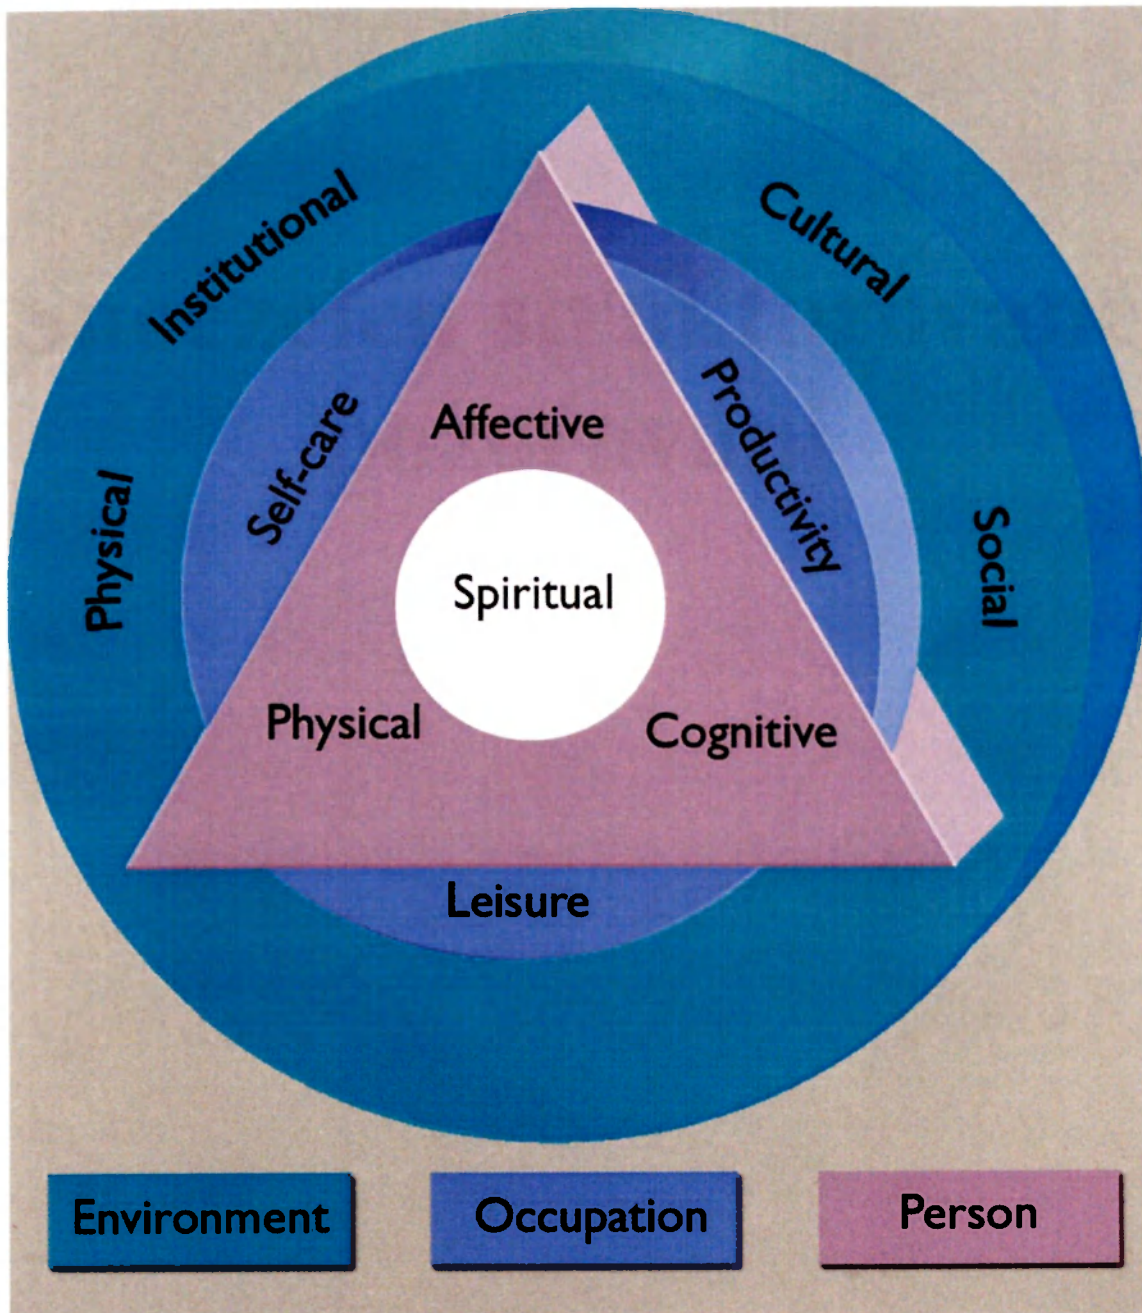 Institutional
Cultural
Physical
Self-care
Affective
Productivity
Social
Spiritual
Physical
Cognitive
Leisure
Environment
Occupation
Person